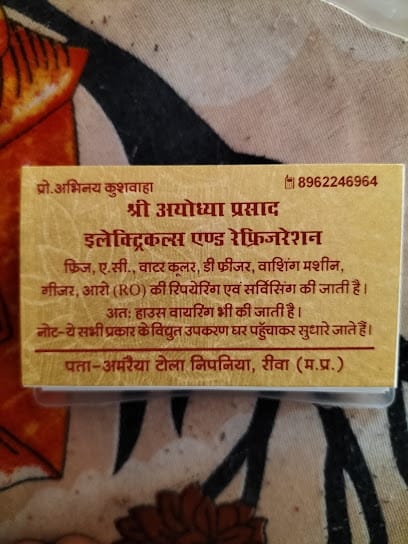 प्रो.अभिनय कुशवाहा
8962246964
श्री अयोध्या प्रसाद
इलेक्ट्रिकल्स एण्ड रेफ्रिजरेशन
फ्रिज, ए.सी., वाटर कूलर, डी फ्रीजर, वाशिंग मशीन,
गीजर, आरो (RO) की रिपेयेरिंग एवं सर्विसिंग की जाती है।
अतः हाउस वायरिंग भी की जाती है।
नोट-ये सभी प्रकार के विद्युत उपकरण घर पहुँचाकर सुधारे जाते हैं।
पता-अमरैया टोला निपनिया, रीवा (म.प्र.)